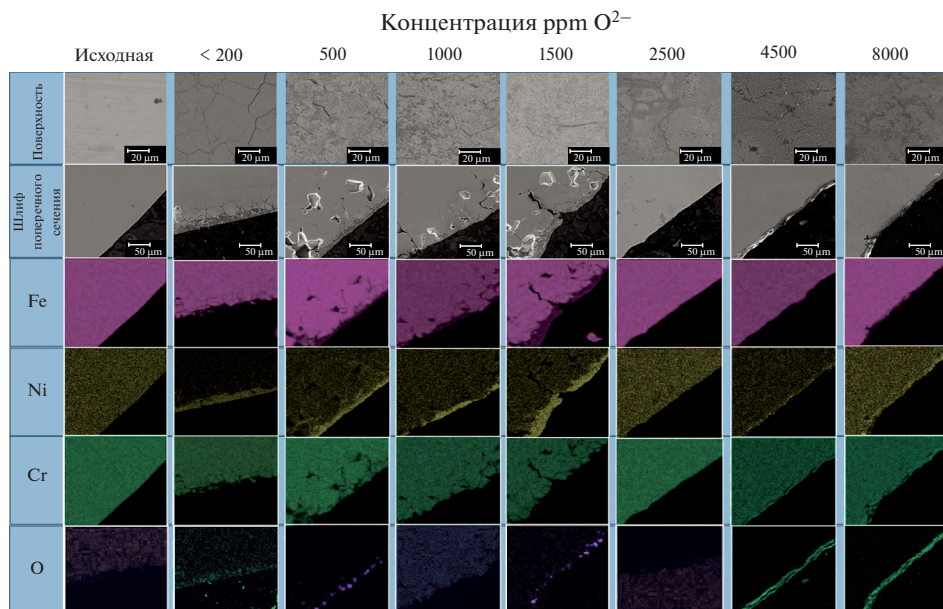 Концентрация ppm O²⁻
Исходная < 200 500 1000 1500 2500 4500 8000
Поверхность
20 μm 20 μm 20 μm 20 μm 20 μm 20 μm 20 μm 20 μm
Шлиф
поперечного
сечения
50 μm 50 μm 50 μm 50 μm 50 μm 50 μm 50 μm 50 μm
Fe
Ni
Cr
O